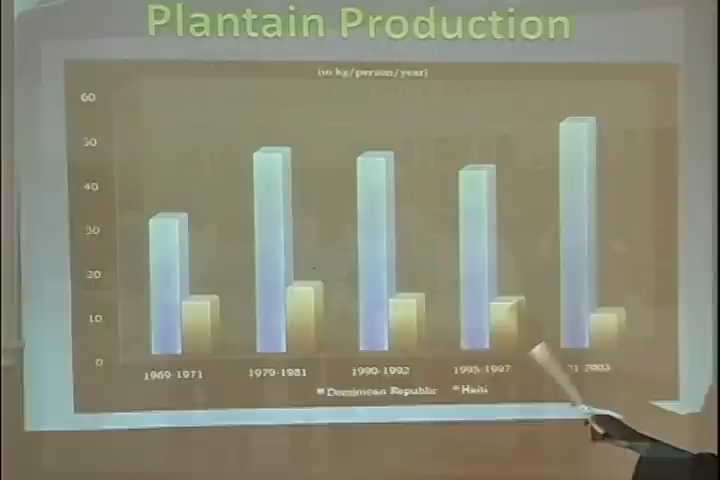 Plantain Production
(in kg/person/year)
60
50
40
30
20
10
0
1969-1971 1979-1981 1990-1992 1995-1997 2003
Dominican Republic Haiti